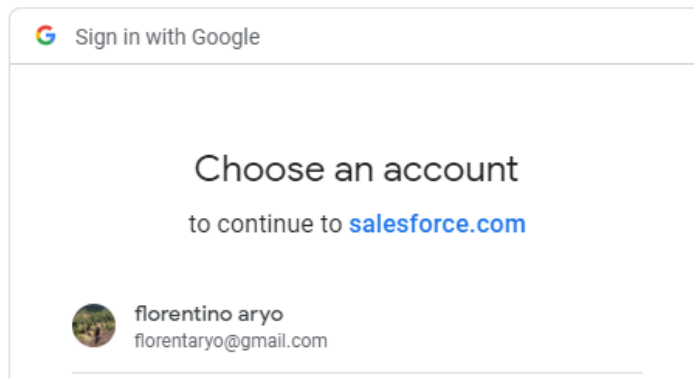 Sign in with Google
Choose an account
to continue to salesforce.com
florentino aryo
florentaryo@gmail.com